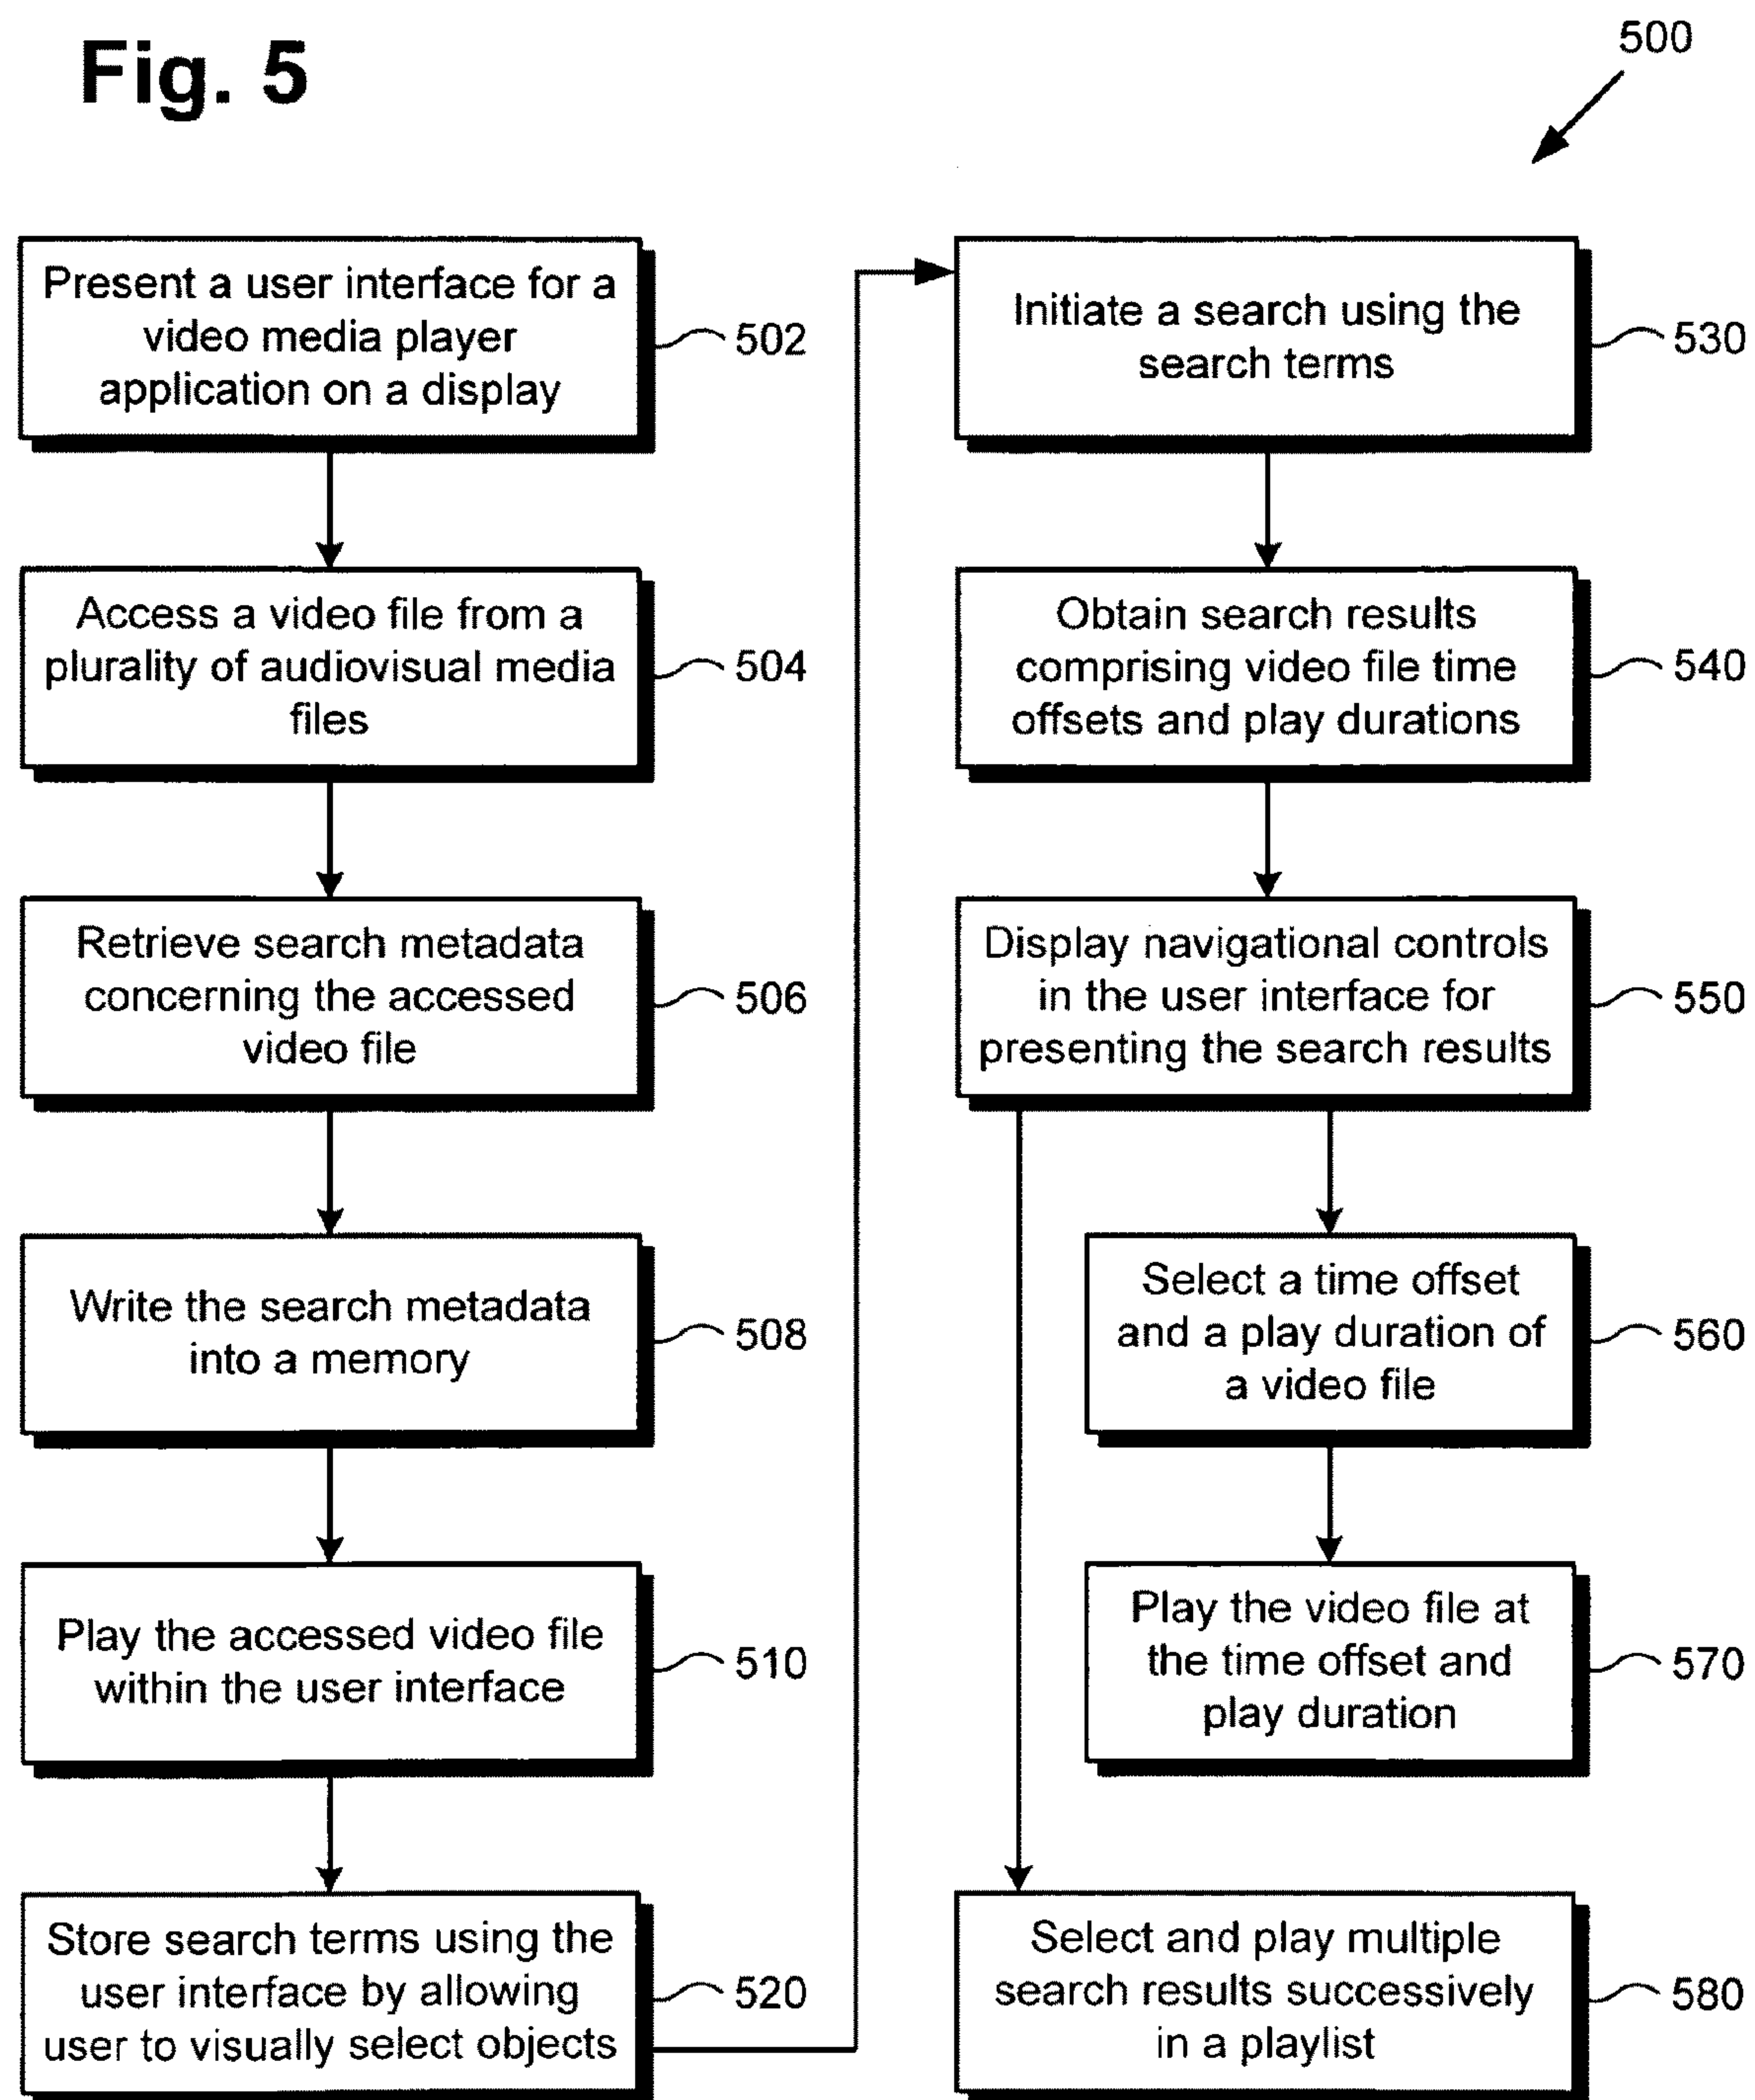 Fig. 5
500
Present a user interface for a
video media player
application on a display
502
Access a video file from a
plurality of audiovisual media
files
504
Retrieve search metadata
concerning the accessed
video file
506
Write the search metadata
into a memory
508
Play the accessed video file
within the user interface
510
Store search terms using the
user interface by allowing
user to visually select objects
520
Initiate a search using the
search terms
530
Obtain search results
comprising video file time
offsets and play durations
540
Display navigational controls
in the user interface for
presenting the search results
550
Select a time offset
and a play duration of
a video file
560
Play the video file at
the time offset and
play duration
570
Select and play multiple
search results successively
in a playlist
580